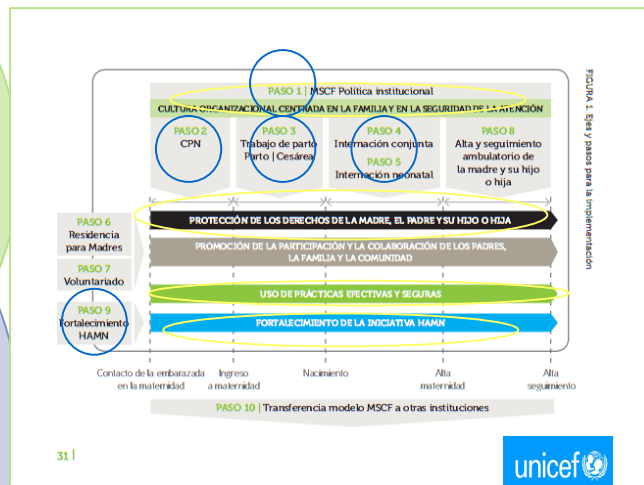 PASO 1 | MSCF Política institucional
CULTURA ORGANIZACIONAL CENTRADA EN LA FAMILIA Y EN LA SEGURIDAD DE LA ATENCIÓN
PASO 2
CPN
PASO 3
Trabajo de parto
Parto | Cesárea
PASO 4
Internación conjunta
PASO 5
Internación neonatal
PASO 8
Alta y seguimiento
ambulatorio de
la madre y su hijo
o hija
FIGURA 1. Ejes y pasos para la implementación
PASO 6
Residencia
para Madres
PASO 7
Voluntariado
PASO 9
Fortalecimiento
HAMN
PROTECCIÓN DE LOS DERECHOS DE LA MADRE, EL PADRE Y SU HIJO O HIJA
PROMOCIÓN DE LA PARTICIPACIÓN Y LA COLABORACIÓN DE LOS PADRES,
LA FAMILIA Y LA COMUNIDAD
USO DE PRÁCTICAS EFECTIVAS Y SEGURAS
FORTALECIMIENTO DE LA INICIATIVA HAMN
Contacto de la embarazada
en la maternidad
Ingreso
a maternidad
Nacimiento
Alta
maternidad
Alta
seguimiento
PASO 10 | Transferencia modelo MSCF a otras instituciones
31 |
unicef